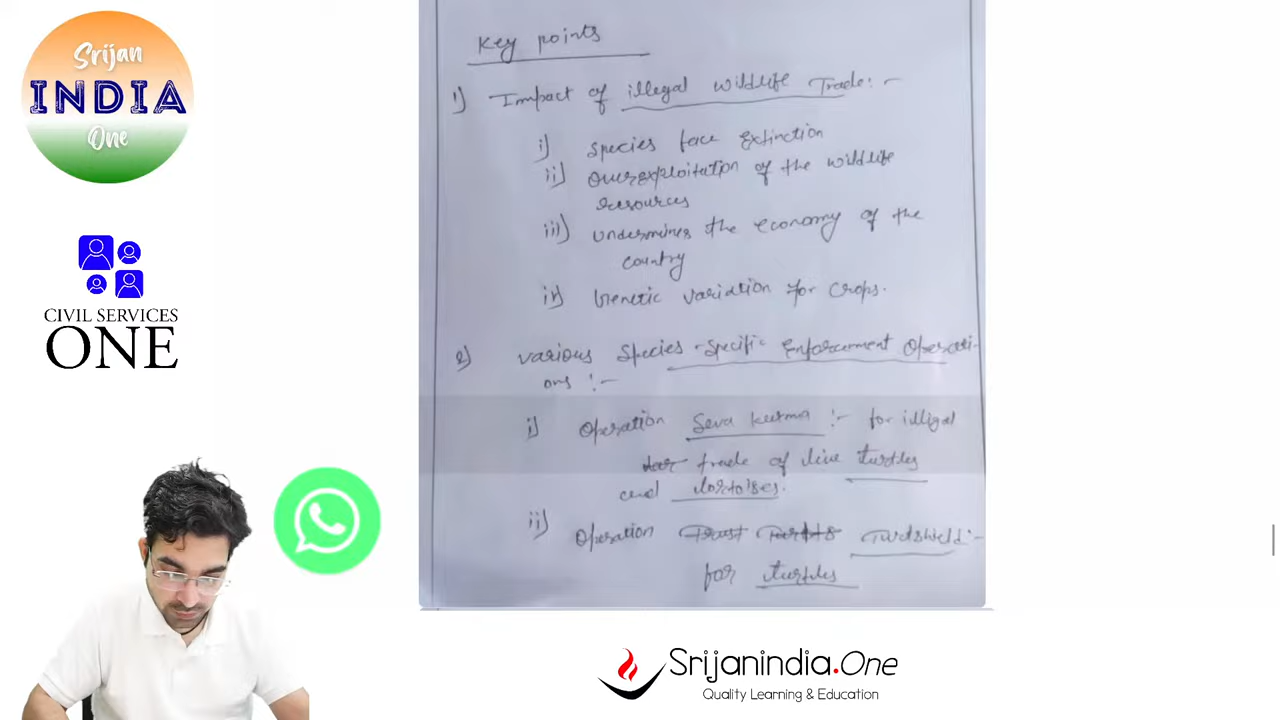 Srijan
INDIA
One
CIVIL SERVICES
ONE
Key points
1) Impact of illegal wildlife Trade:-
i) Species face Extinction
ii) Overexploitation of the wildlife
resources
iii) undermines the economy of the
country
iv) Genetic variation for crops.
2) Various Species-Specific Enforcement Operati-
ons :-
i) Operation Seva Kurma :- for illigal
trade of live turtles
and tortoises.
ii) Operation Turtshield:-
for turtles
Srijanindia.One
Quality Learning & Education